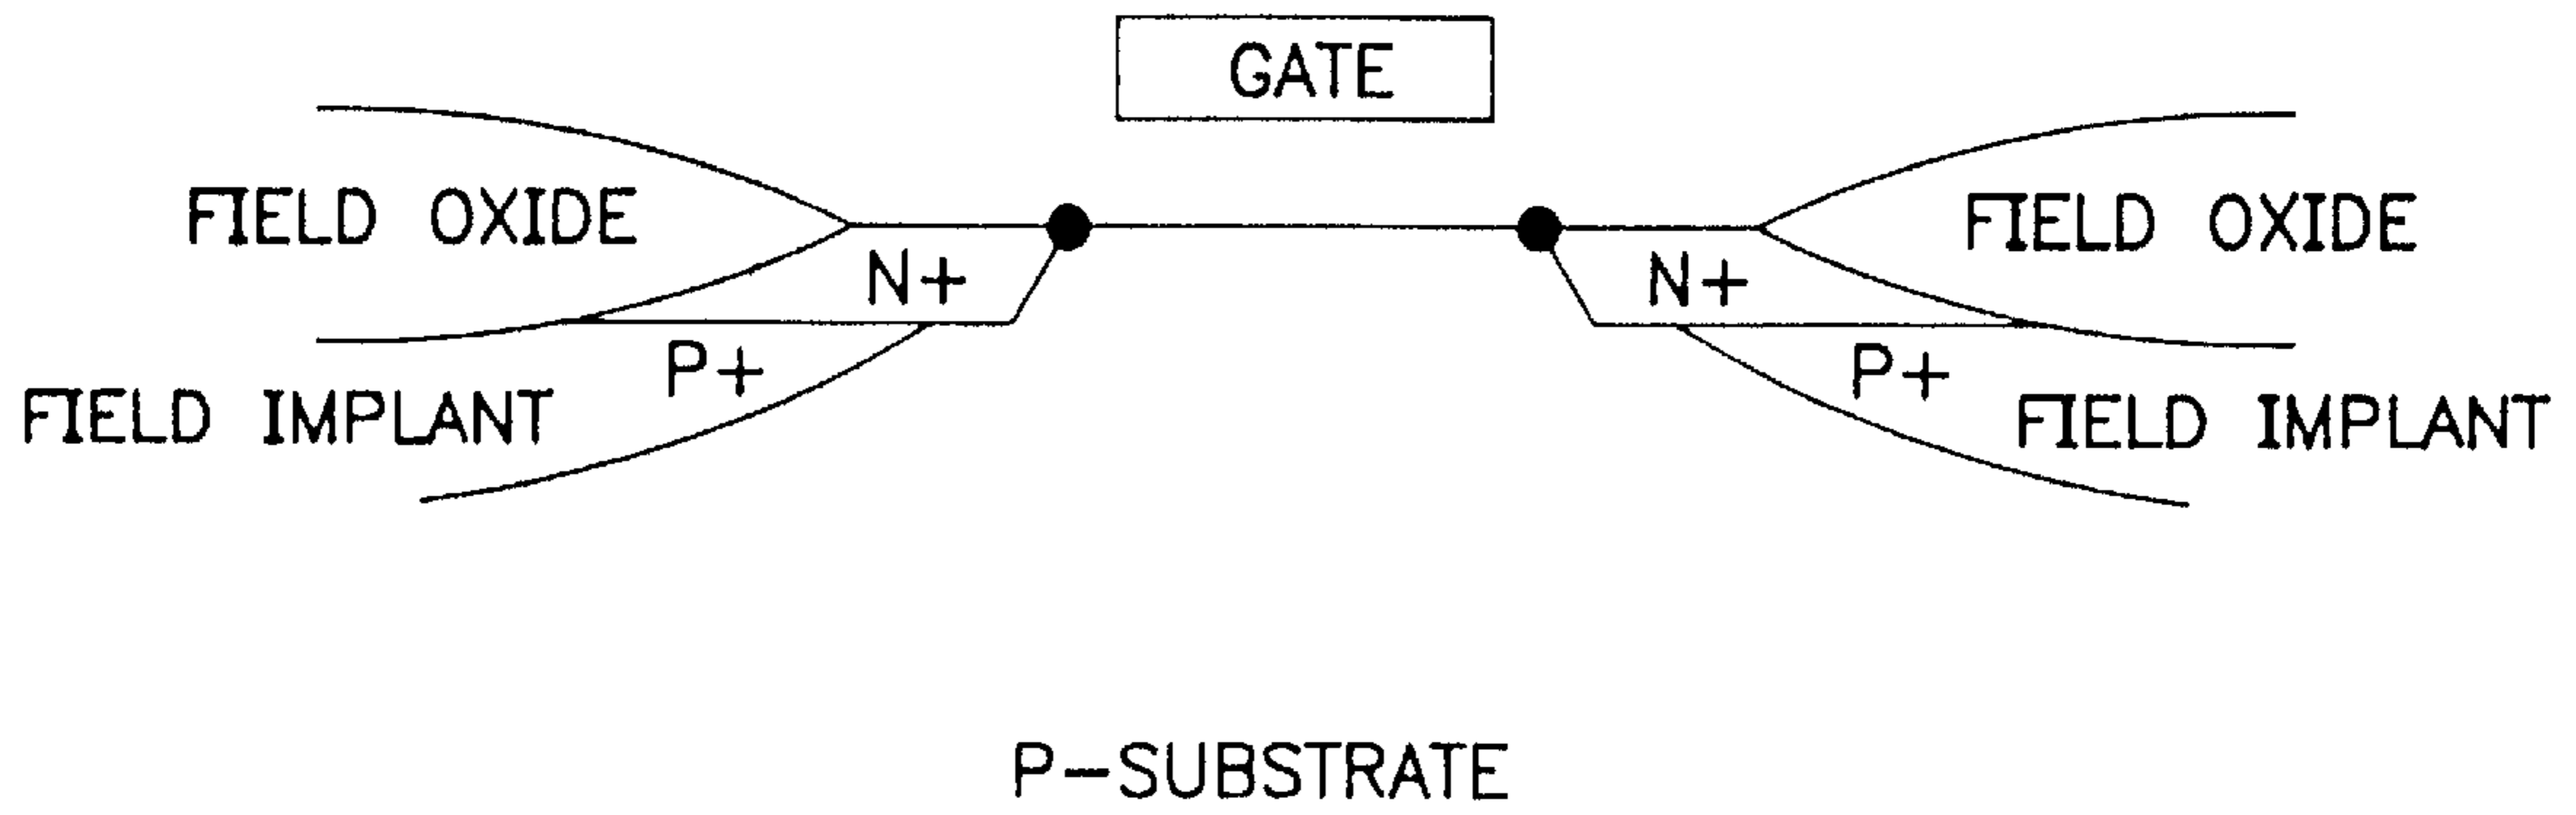 GATE
FIELD OXIDE
FIELD OXIDE
N+
N+
P+
P+
FIELD IMPLANT
FIELD IMPLANT
P-SUBSTRATE